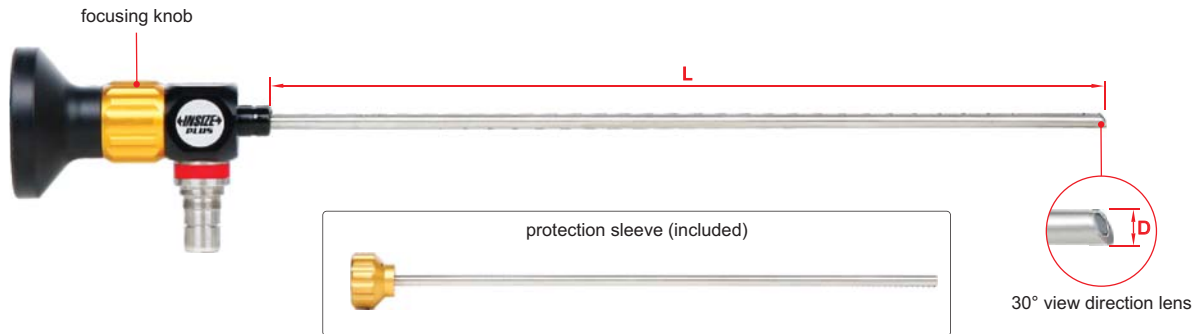 focusing knob
L
INSIZE
PLUS
D
protection sleeve (included)
30° view direction lens